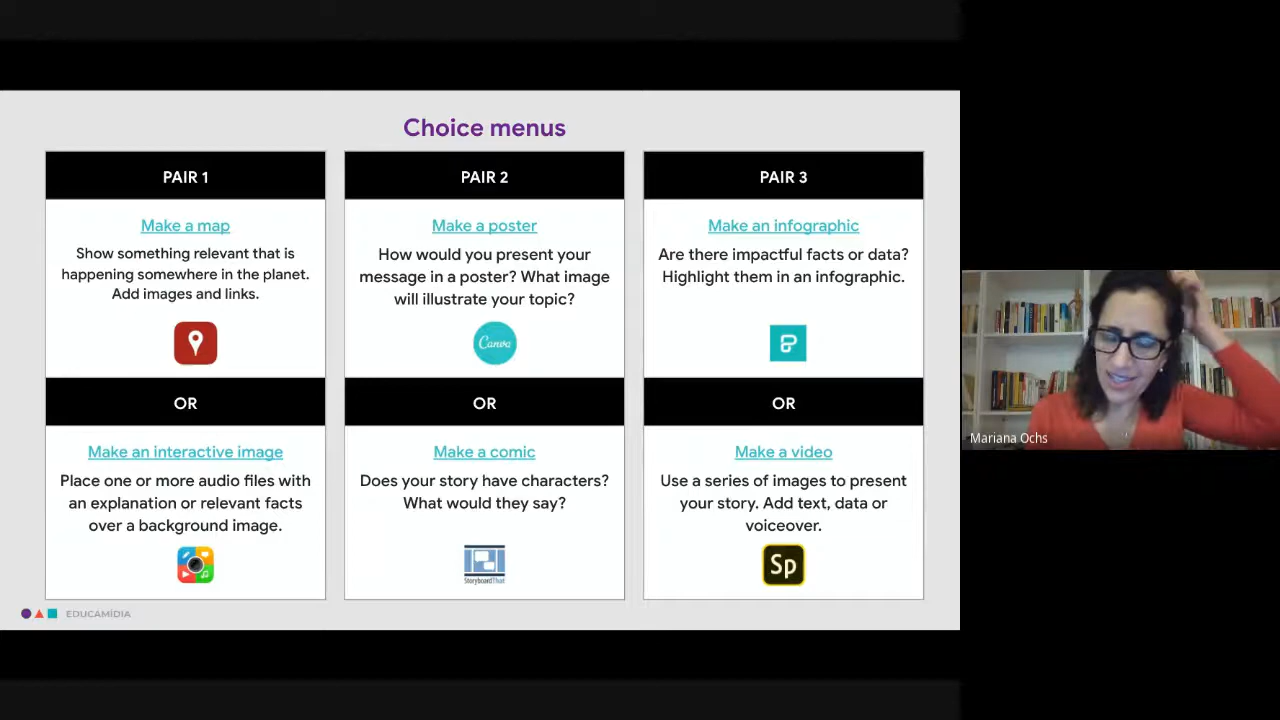 Choice menus
PAIR 1
Make a map
Show something relevant that is
happening somewhere in the planet.
Add images and links.
OR
Make an interactive image
Place one or more audio files with
an explanation or relevant facts
over a background image.
PAIR 2
Make a poster
How would you present your
message in a poster? What image
will illustrate your topic?
Canva
OR
Make a comic
Does your story have characters?
What would they say?
StoryboardThat
PAIR 3
Make an infographic
Are there impactful facts or data?
Highlight them in an infographic.
OR
Make a video
Use a series of images to present
your story. Add text, data or
voiceover.
Sp
EDUCAMÍDIA
Mariana Ochs